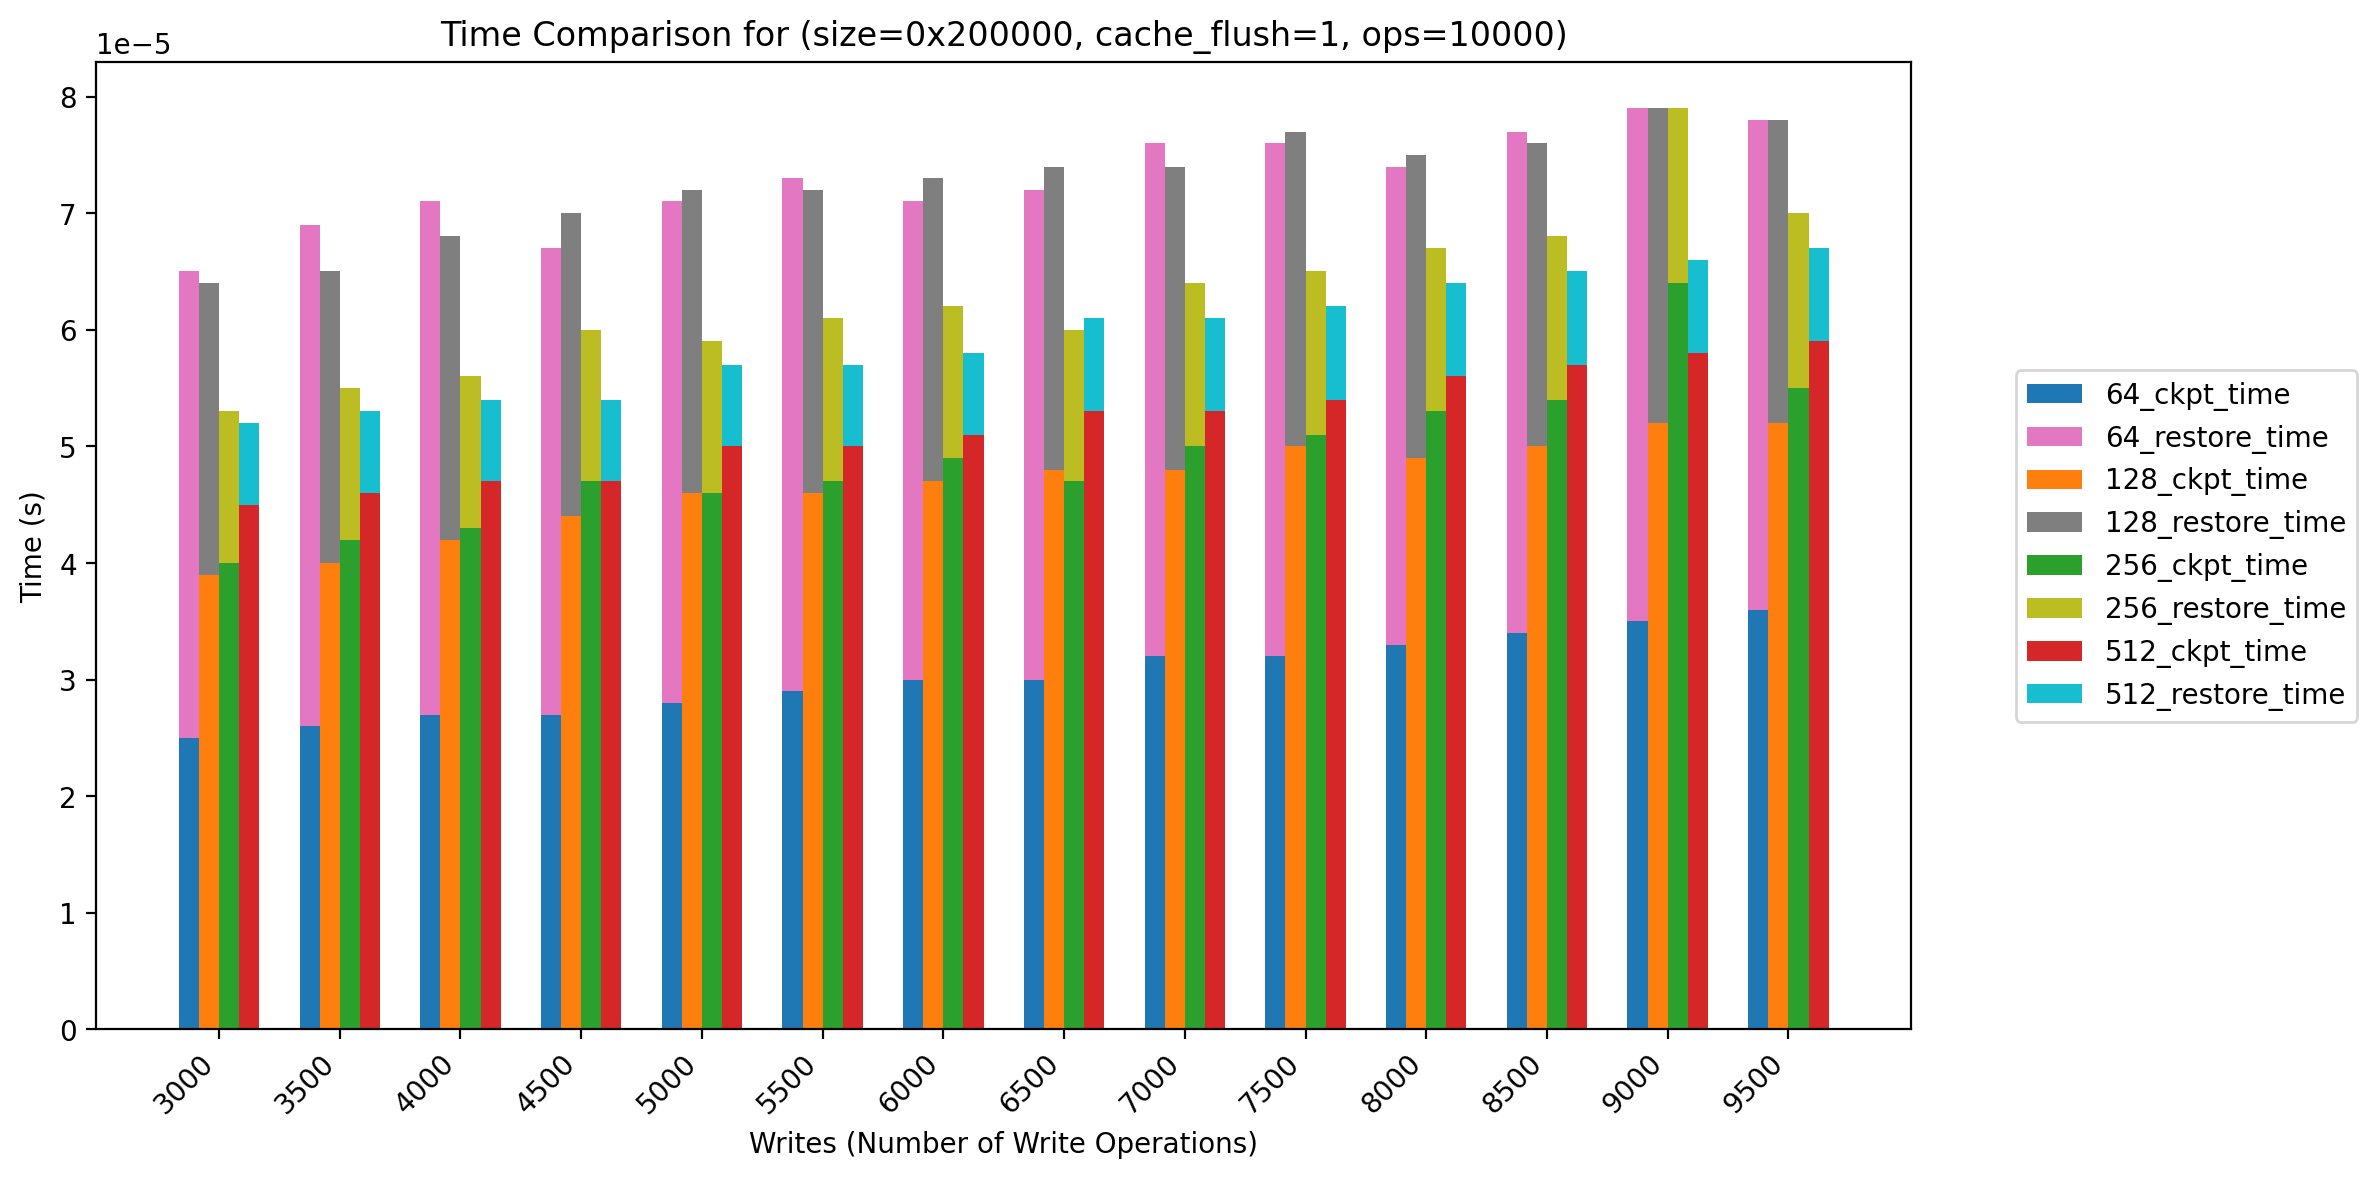 Time Comparison for (size=0x200000, cache_flush=1, ops=10000)
1e−5
8
7
6
5
4
3
2
1
0
Time (s)
3000
3500
4000
4500
5000
5500
6000
6500
7000
7500
8000
8500
9000
9500
Writes (Number of Write Operations)
64_ckpt_time
64_restore_time
128_ckpt_time
128_restore_time
256_ckpt_time
256_restore_time
512_ckpt_time
512_restore_time